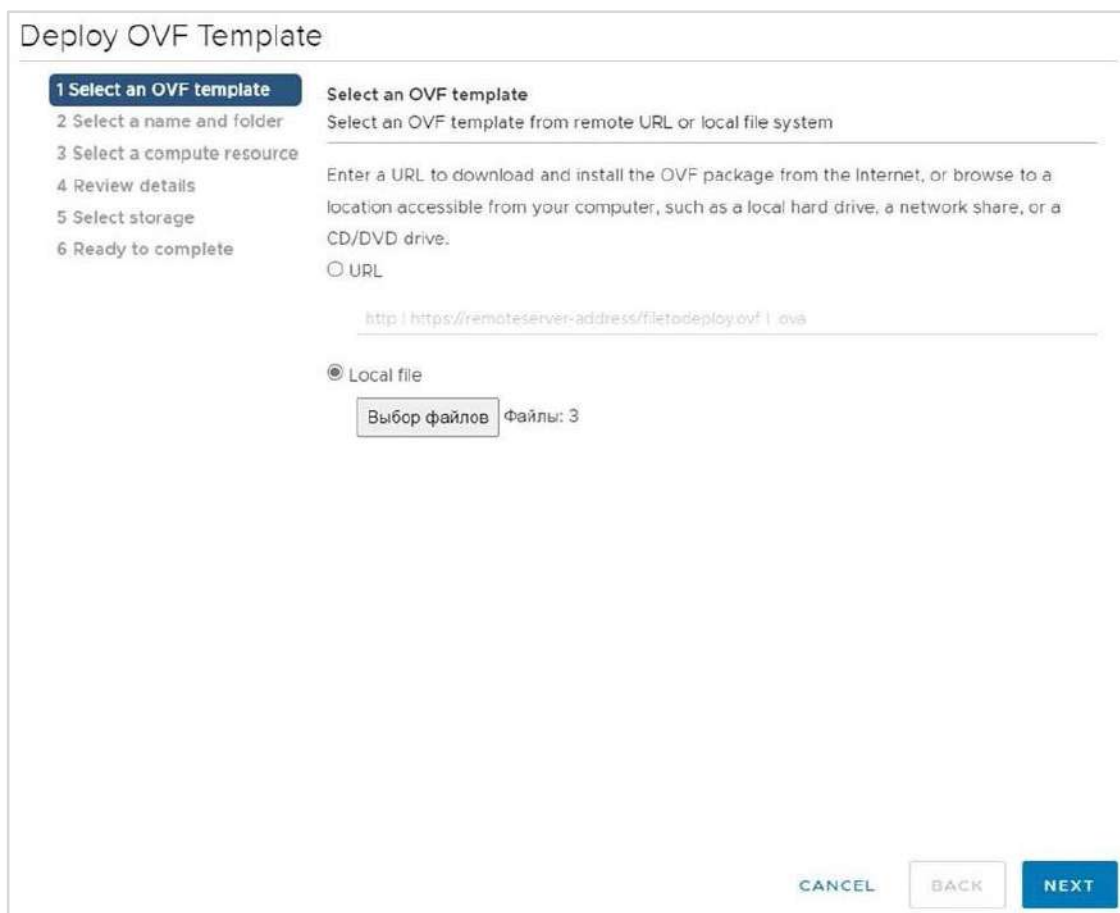 Deploy OVF Template
1 Select an OVF template
2 Select a name and folder
3 Select a compute resource
4 Review details
5 Select storage
6 Ready to complete
Select an OVF template
Select an OVF template from remote URL or local file system
Enter a URL to download and install the OVF package from the Internet, or browse to a
location accessible from your computer, such as a local hard drive, a network share, or a
CD/DVD drive.
URL
http | https://remoteserver-address/filetodeploy.ovf | .ova
Local file
Выбор файлов Файлы: 3
CANCEL BACK NEXT